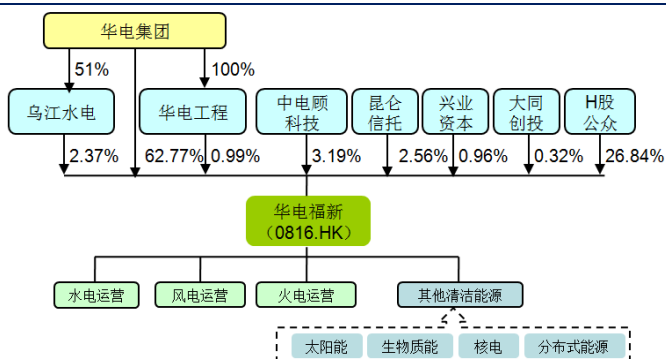 华电集团
51%
100%
乌江水电
华电工程
中电顾
科技
昆仑
信托
兴业
资本
大同
创投
H股
公众
2.37%
62.77%
0.99%
3.19%
2.56%
0.96%
0.32%
26.84%
华电福新
（0816.HK）
水电运营
风电运营
火电运营
其他清洁能源
太阳能
生物质能
核电
分布式能源